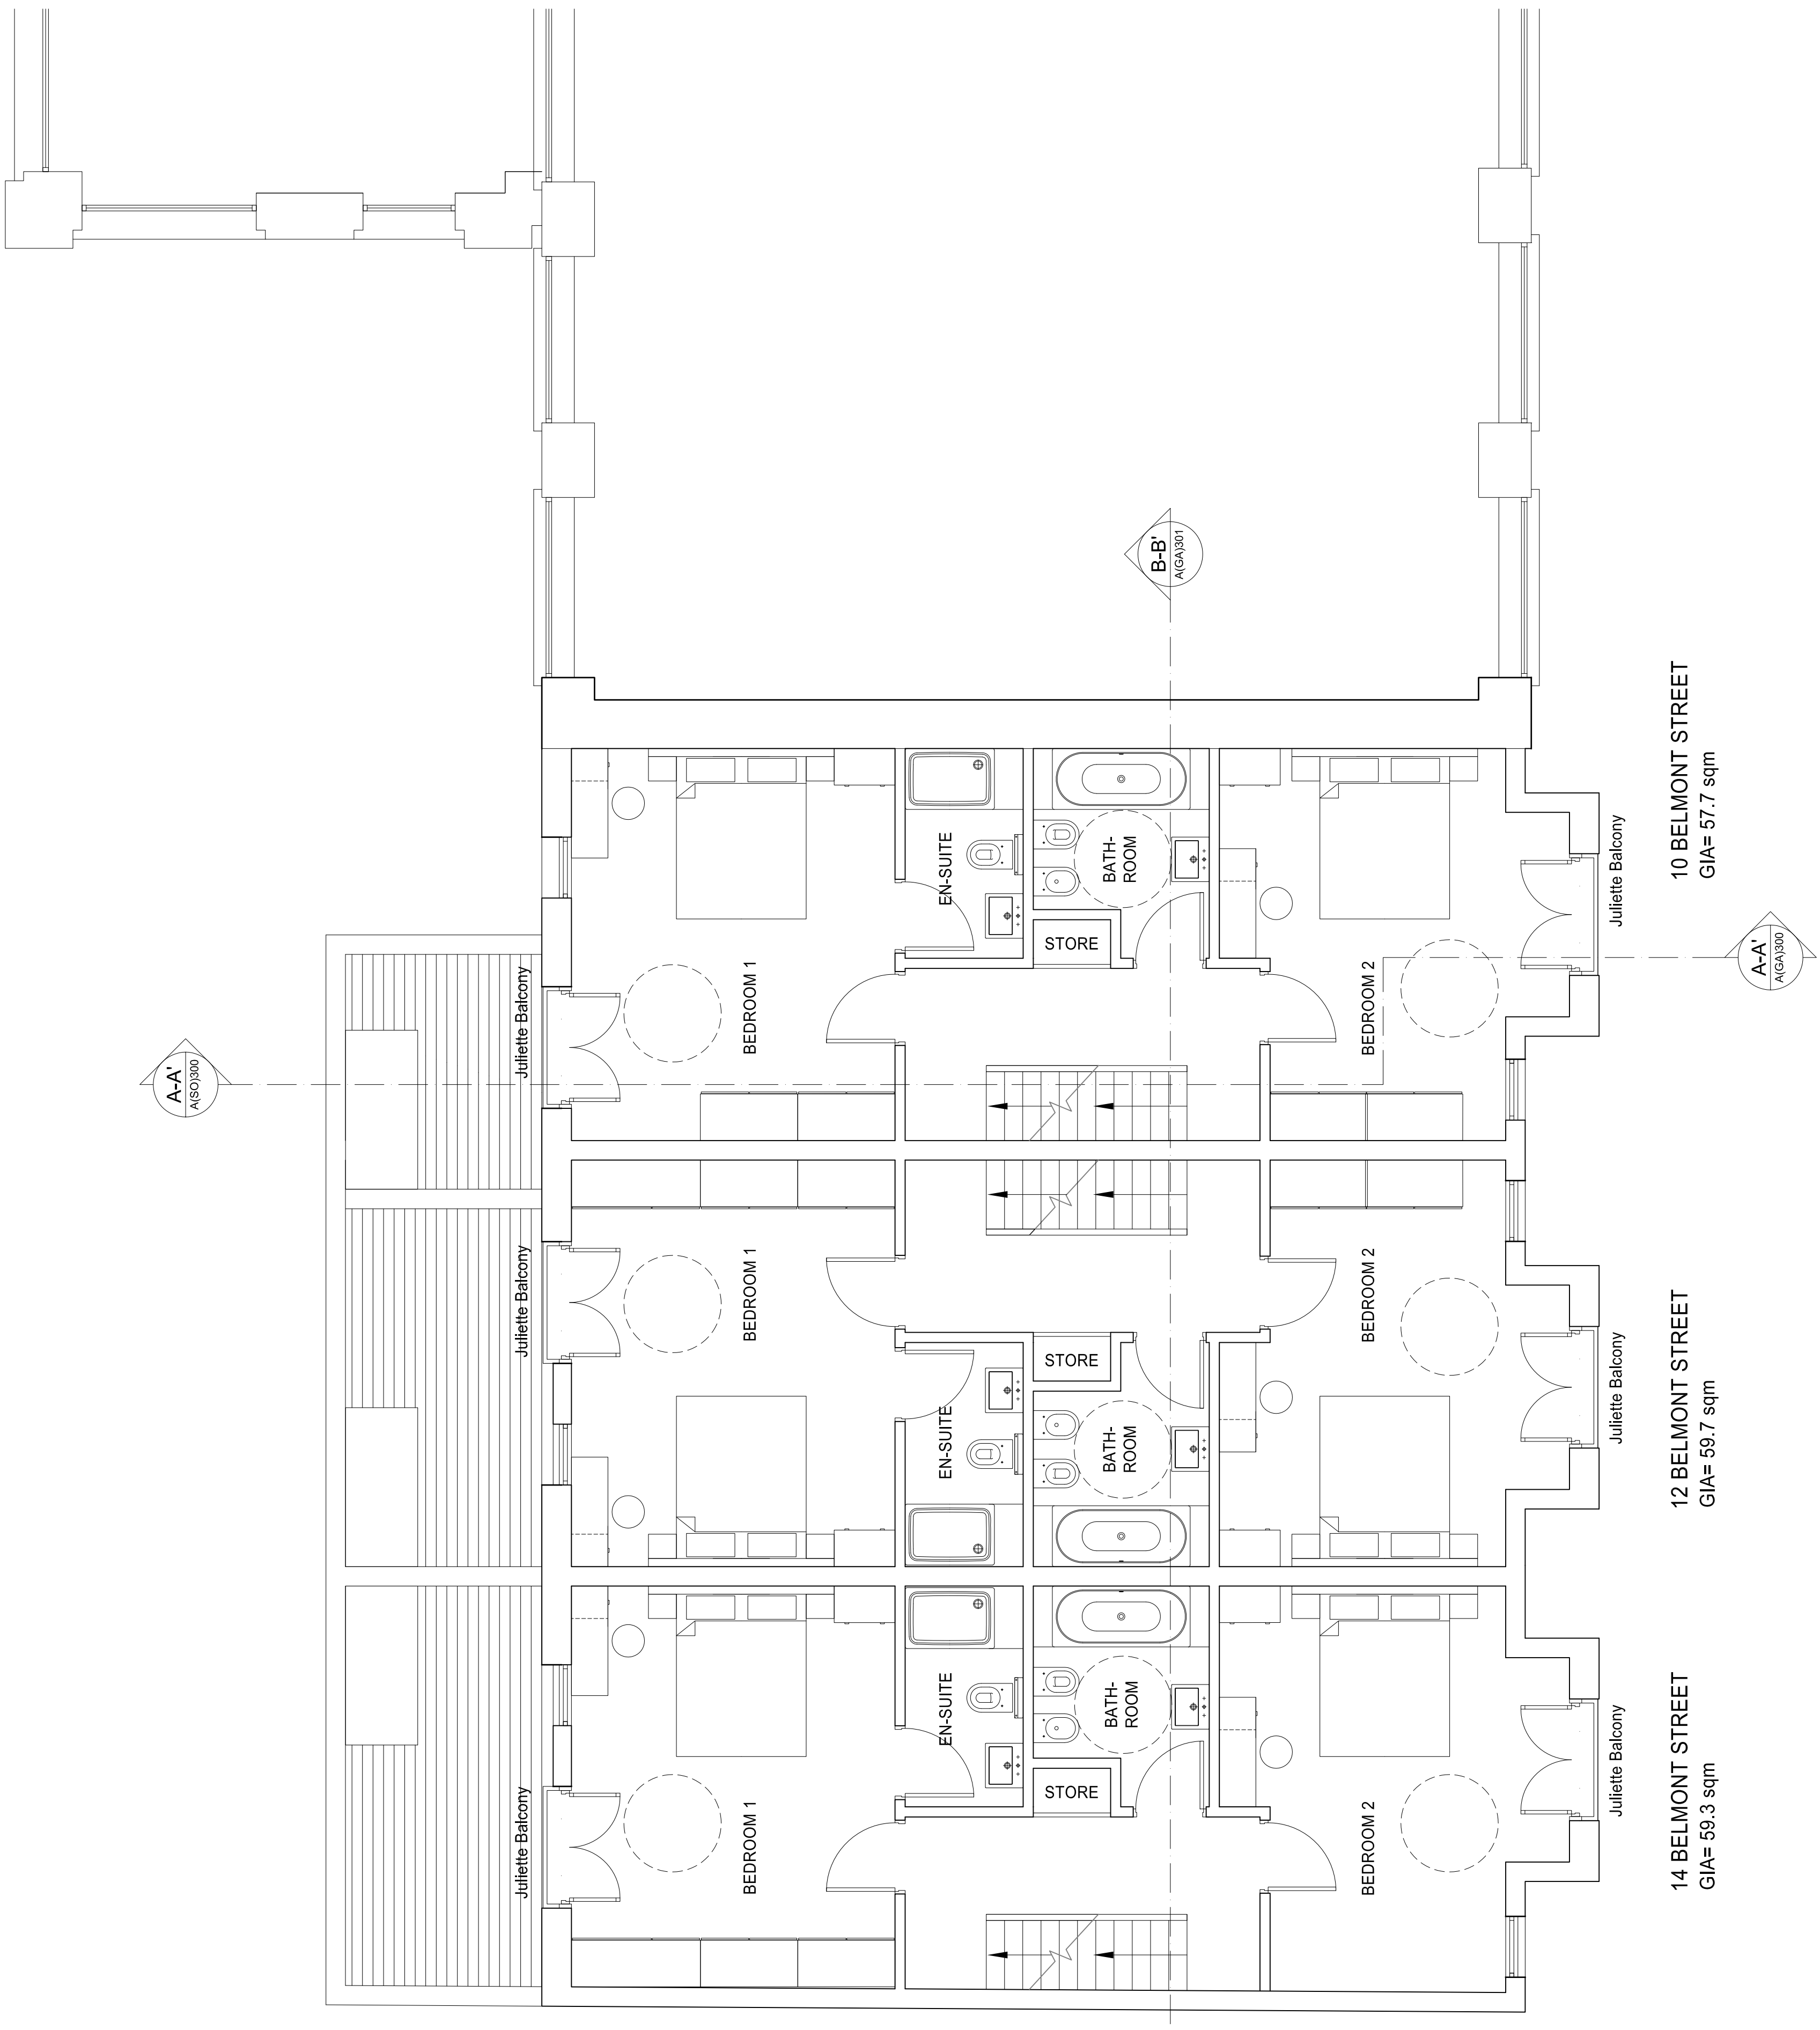 B-B'
A(GA)301
A-A'
A(SO)300
A-A'
A(GA)300
10 BELMONT STREET
GIA= 57.7 sqm
Juliette Balcony
BEDROOM 1
EN-SUITE
BATH-
ROOM
STORE
BEDROOM 2
Juliette Balcony
12 BELMONT STREET
GIA= 59.7 sqm
Juliette Balcony
BEDROOM 1
EN-SUITE
STORE
BATH-
ROOM
BEDROOM 2
Juliette Balcony
14 BELMONT STREET
GIA= 59.3 sqm
Juliette Balcony
BEDROOM 1
EN-SUITE
BATH-
ROOM
STORE
BEDROOM 2
Juliette Balcony